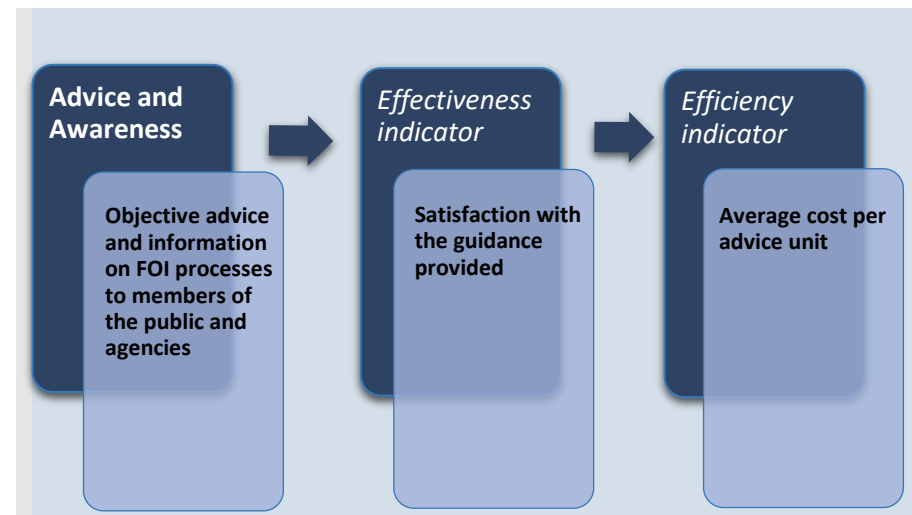 Advice and
Awareness
Objective advice
and information
on FOI processes
to members of
the public and
agencies
Effectiveness
indicator
Satisfaction with
the guidance
provided
Efficiency
indicator
Average cost per
advice unit